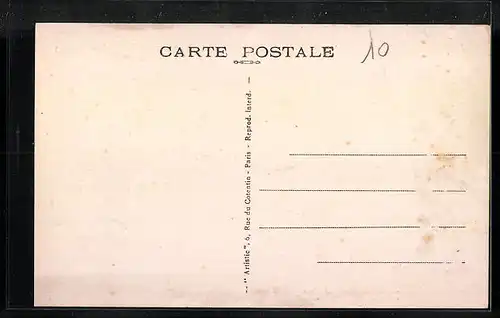 CARTE POSTALE
10
-- "Artistic", 6, Rue du Cotentin - Paris - Reprod. Interd. --